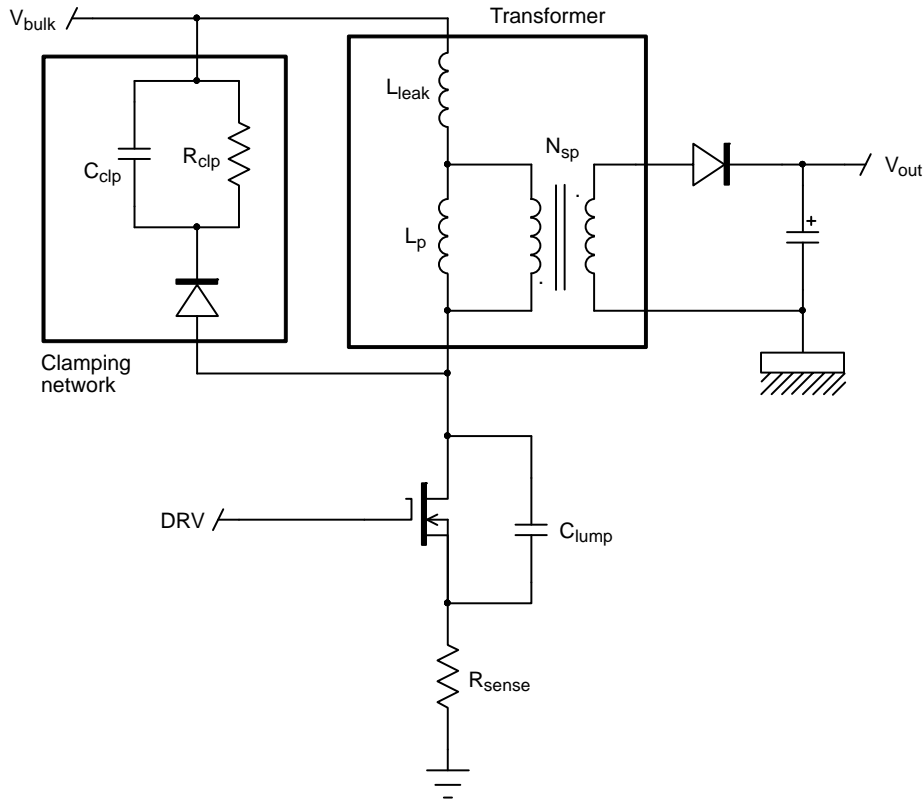 Transformer
V_bulk
L_leak
R_clp
C_clp
N_sp
V_out
L_p
+
Clamping
network
DRV
C_lump
R_sense